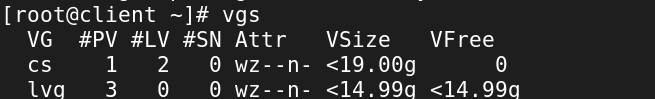 [root@client ~]# vgs
  VG  #PV #LV #SN Attr   VSize   VFree
  cs    1   2   0 wz--n- <19.00g      0
  lvg   3   0   0 wz--n- <14.99g <14.99g